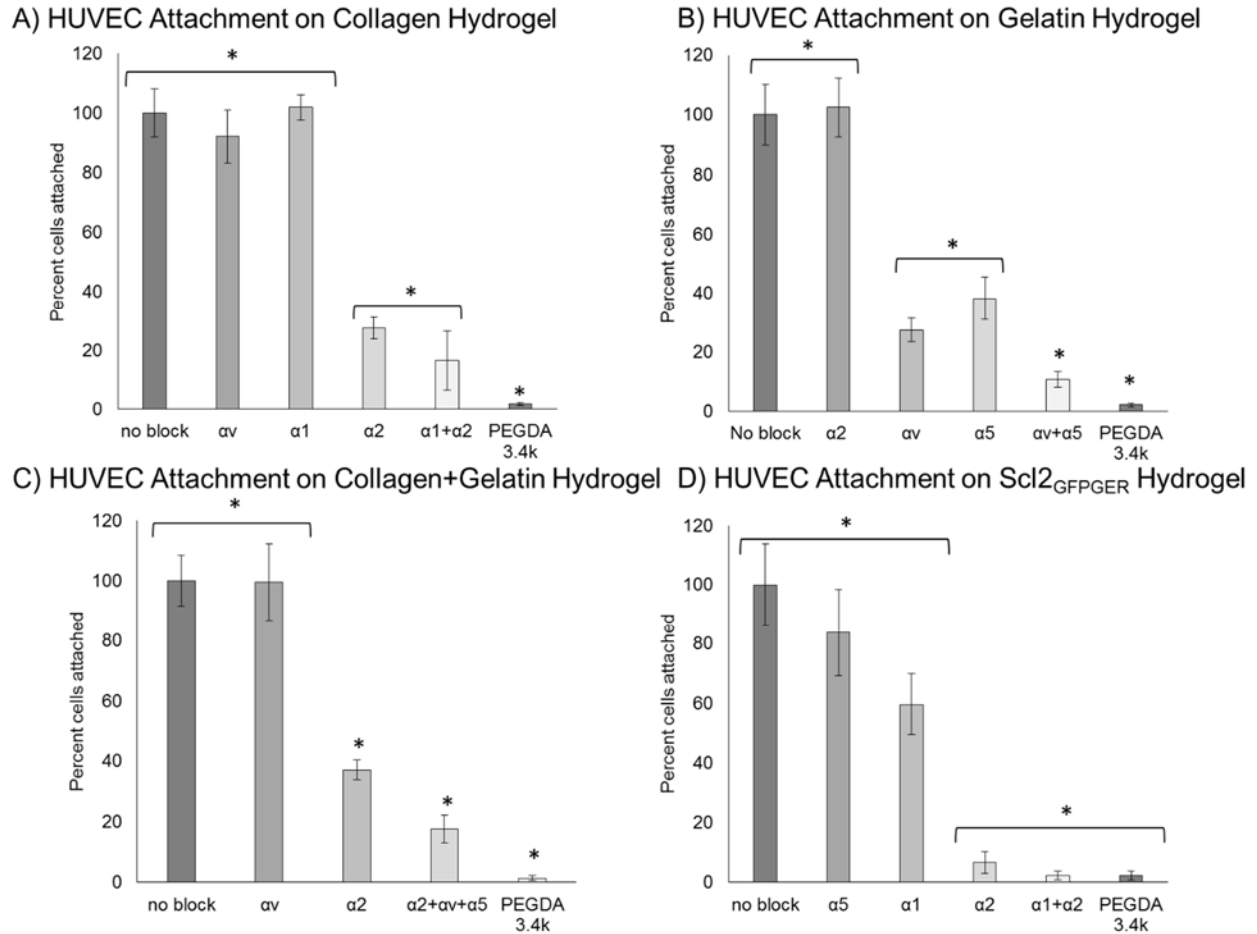 A) HUVEC Attachment on Collagen Hydrogel
*
120
100
80
60
40
20
0
Percent cells attached
*
*
no block αv α1 α2 α1+α2 PEGDA
3.4k
B) HUVEC Attachment on Gelatin Hydrogel
*
120
100
80
60
40
20
0
Percent cells attached
*
*
*
No block α2 αv α5 αv+α5 PEGDA
3.4k
C) HUVEC Attachment on Collagen+Gelatin Hydrogel
*
120
100
80
60
40
20
0
Percent cells attached
*
*
*
no block αv α2 α2+αv+α5 PEGDA
3.4k
D) HUVEC Attachment on Scl2GFPGER Hydrogel
*
120
100
80
60
40
20
0
Percent cells attached
*
no block α5 α1 α2 α1+α2 PEGDA
3.4k